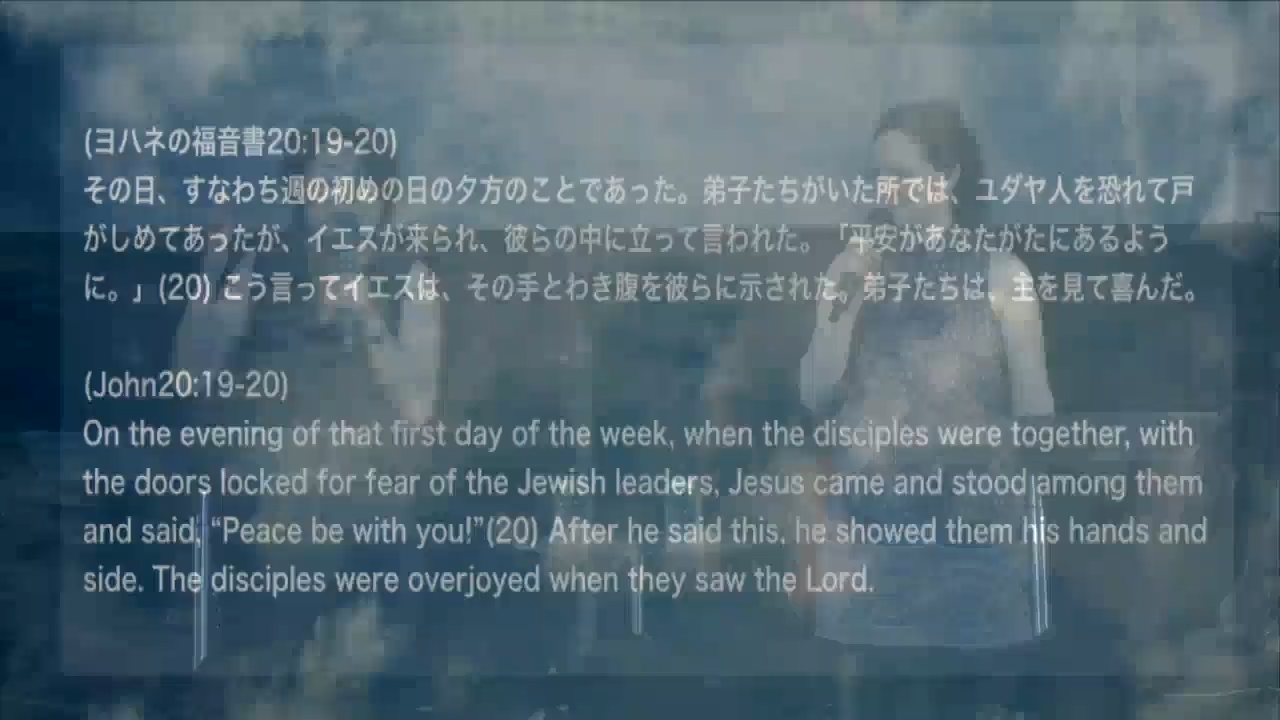 (ヨハネの福音書20:19-20)
その日、すなわち週の初めの日の夕方のことであった。弟子たちがいた所では、ユダヤ人を恐れて戸
がしめてあったが、イエスが来られ、彼らの中に立って言われた。「平安があなたがたにあるよう
に。」(20) こう言ってイエスは、その手とわき腹を彼らに示された。弟子たちは、主を見て喜んだ。
(John20:19-20)
On the evening of that first day of the week, when the disciples were together, with
the doors locked for fear of the Jewish leaders, Jesus came and stood among them
and said, “Peace be with you!”(20) After he said this, he showed them his hands and
side. The disciples were overjoyed when they saw the Lord.